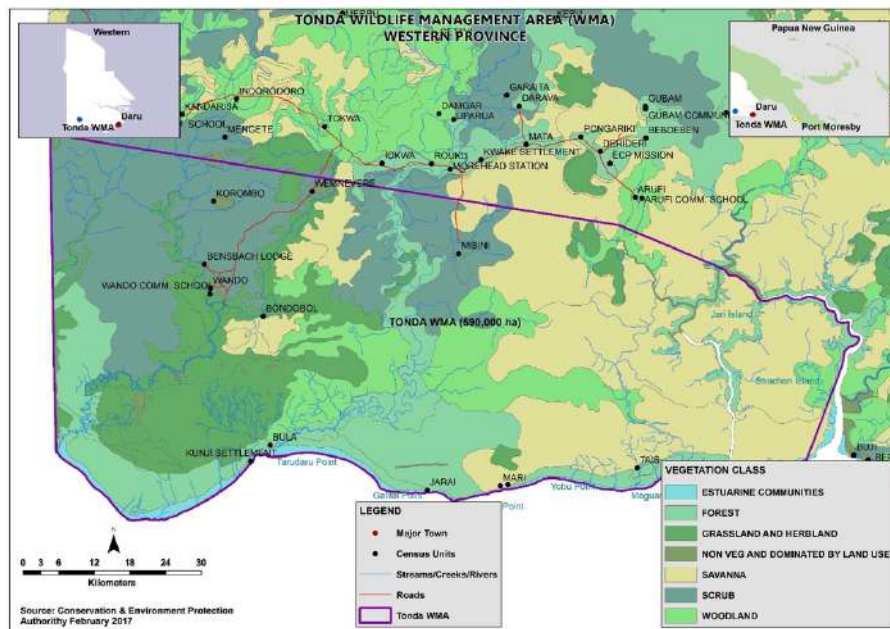 TONDA WILDLIFE MANAGEMENT AREA (WMA)
WESTERN PROVINCE
Western
Daru
Tonda WMA
Papua New Guinea
Daru
Tonda WMA
Port Moresby
KANDARISA
SCHOOL
INDORODORO
MENGETE
TOKWA
DAMGAR
UPARUA
GARAITA
DARAVA
GUBAM
BEBDEBEN
MATA
PONGARIKI
DERIDERI
ECP MISSION
IOKWA
ROUKU
KWAKE SETTLEMENT
MOREHEAD STATION
WEMNEVERE
ARUFI
ARUFI COMM. SCHOOL
KOROMBO
MIBINI
BENSBACH LODGE
WANDO
WANDO COMM. SCHOOL
BONDOBOL
TONDA WMA (590,000 ha)
Jari Island
Strachan Island
BULA
KUNJI SETTLEMENT
Tarudaru Point
JARAI
MARI
Point
Yobu Point
TAIS
BUJI
LEGEND
Major Town
Census Units
Streams/Creeks/Rivers
Roads
Tonda WMA
VEGETATION CLASS
ESTUARINE COMMUNITIES
FOREST
GRASSLAND AND HERBLAND
NON VEG AND DOMINATED BY LAND USE
SAVANNA
SCRUB
WOODLAND
N
0 3 6 12 18 24 30
Kilometers
Source: Conservation & Environment Protection
Authority February 2017